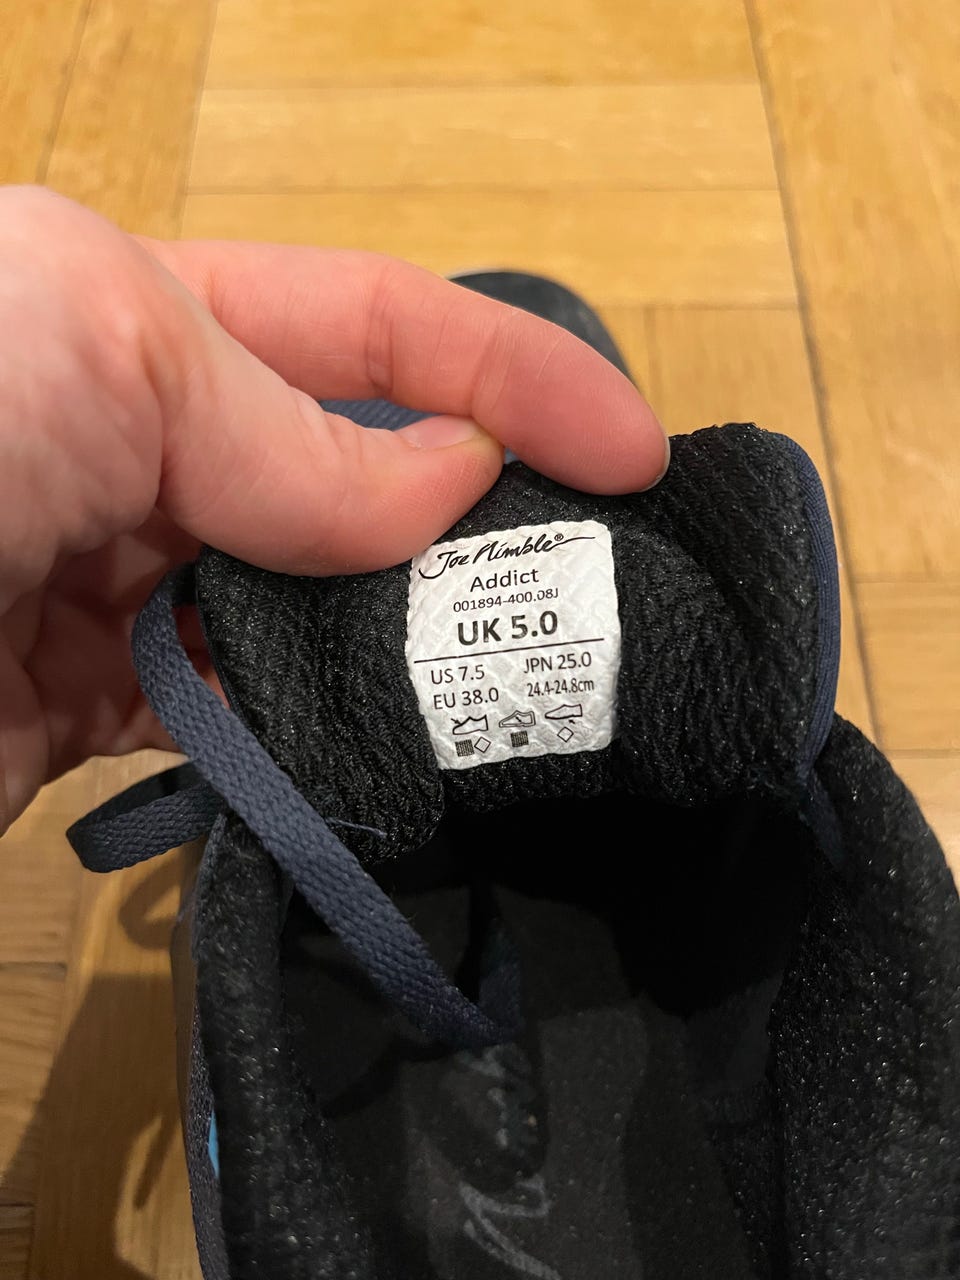 Joe Nimble®
Addict
001894-400.08J
UK 5.0
US 7.5 JPN 25.0
EU 38.0 24.4-24.8cm